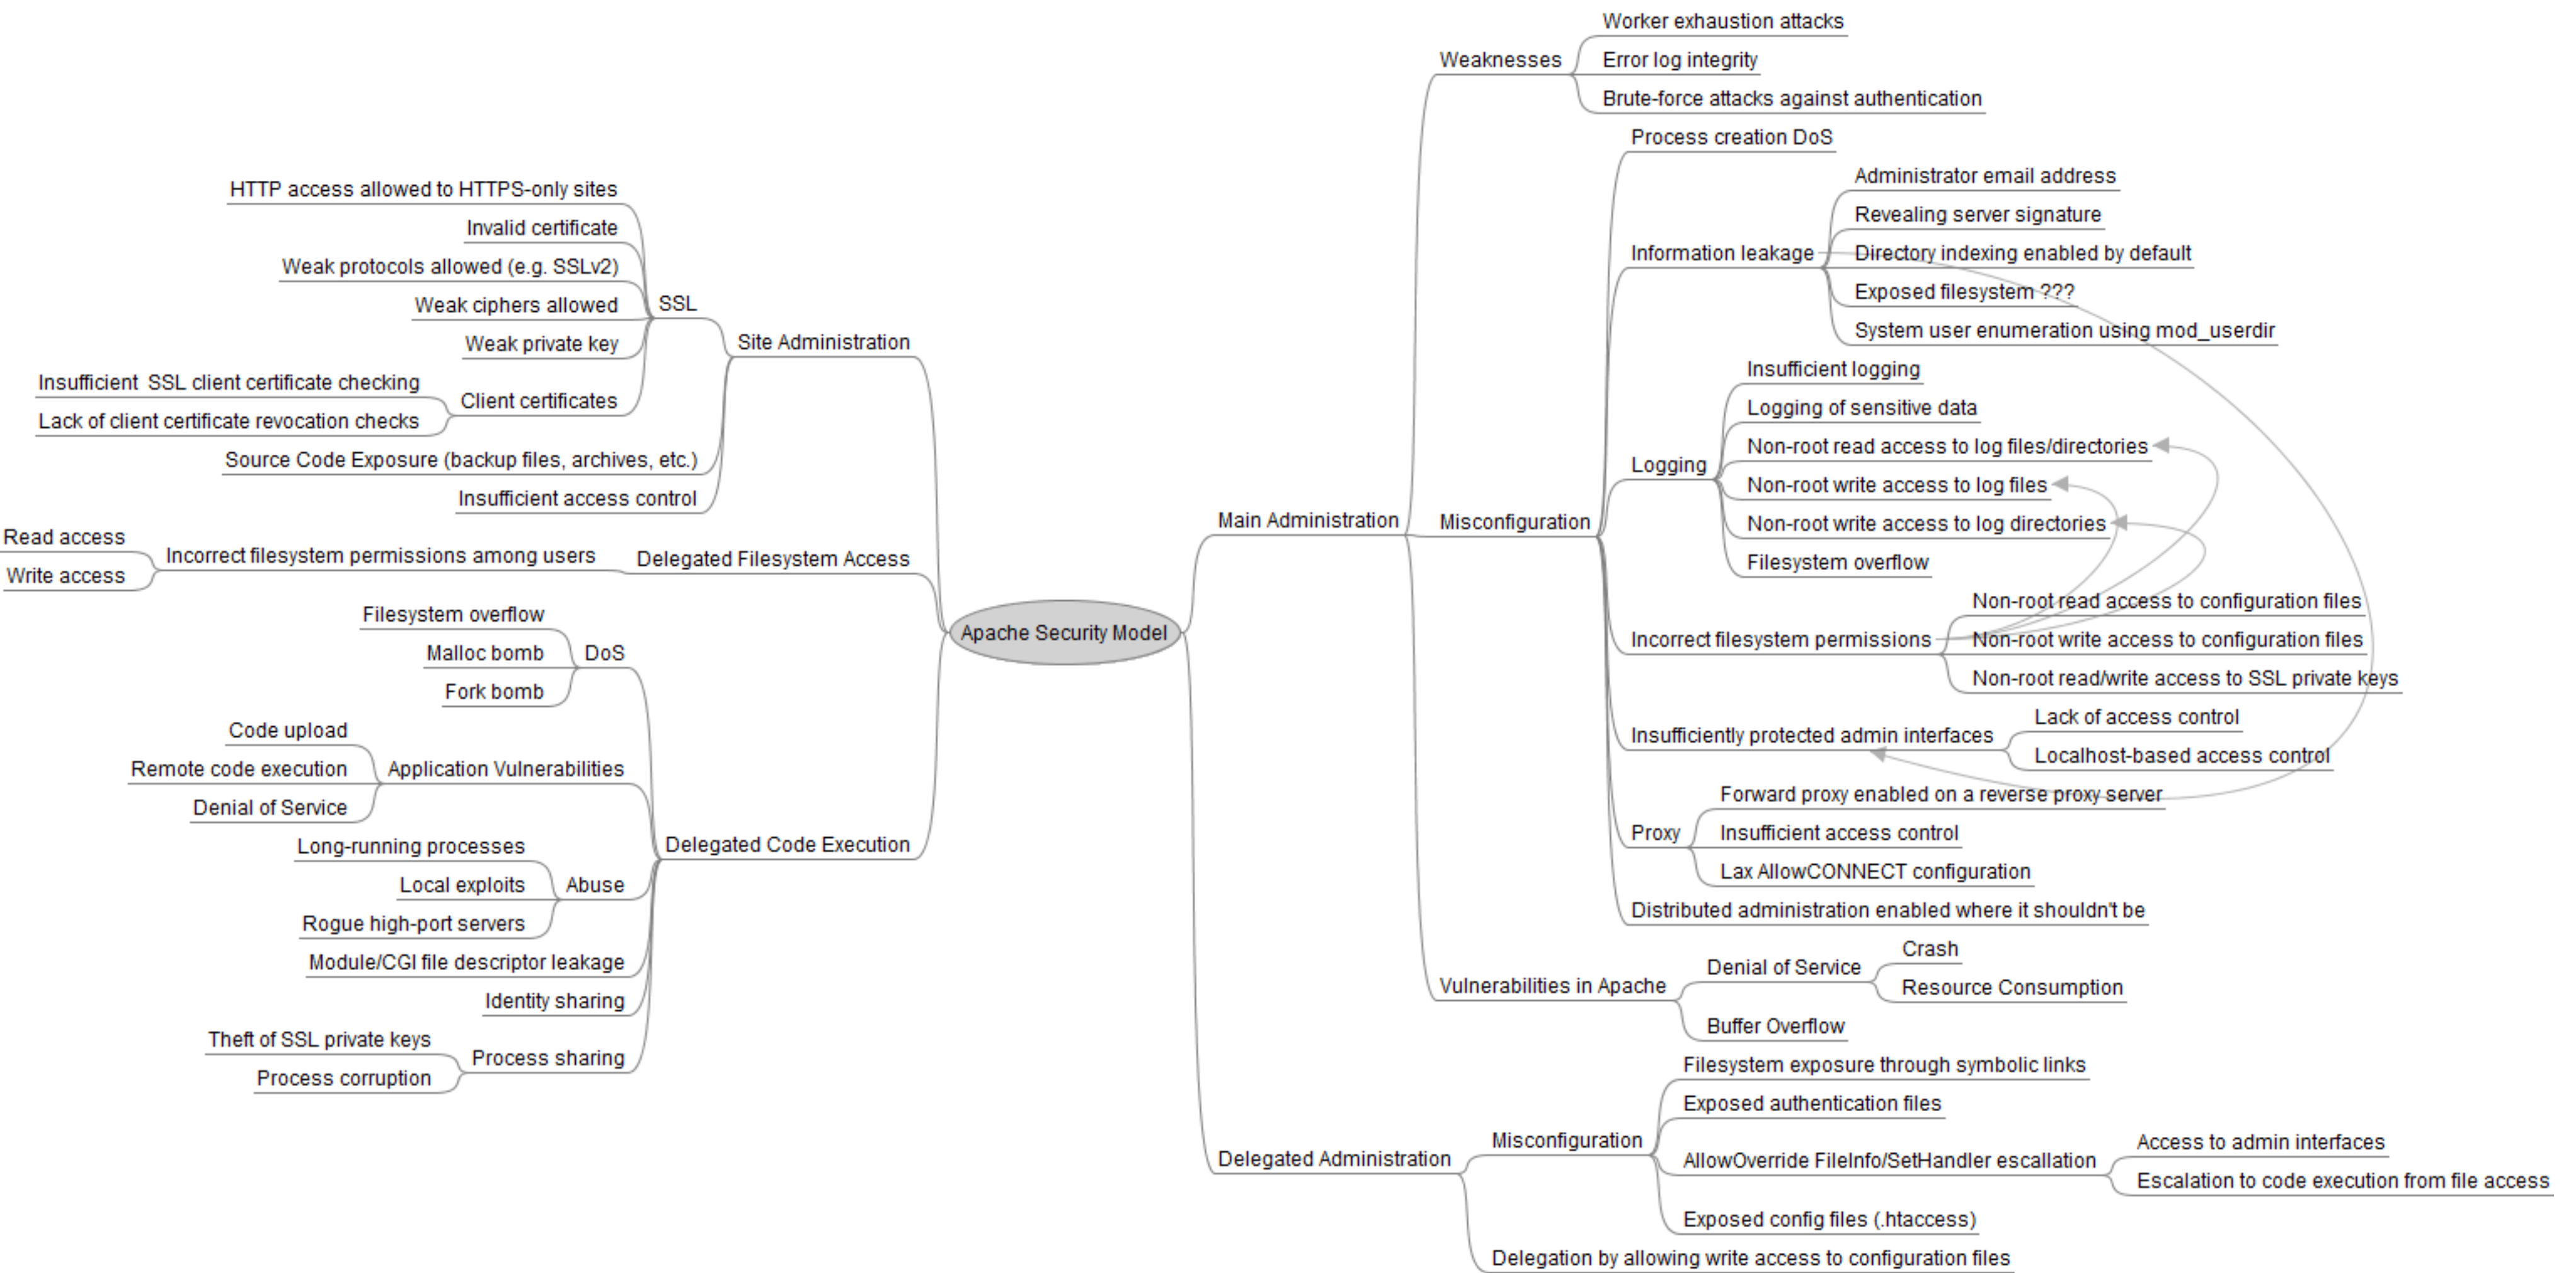 Apache Security Model
Site Administration
SSL
HTTP access allowed to HTTPS-only sites
Invalid certificate
Weak protocols allowed (e.g. SSLv2)
Weak ciphers allowed
Weak private key
Client certificates
Insufficient  SSL client certificate checking
Lack of client certificate revocation checks
Source Code Exposure (backup files, archives, etc.)
Insufficient access control
Delegated Filesystem Access
Incorrect filesystem permissions among users
Read access
Write access
Delegated Code Execution
DoS
Filesystem overflow
Malloc bomb
Fork bomb
Application Vulnerabilities
Code upload
Remote code execution
Denial of Service
Abuse
Long-running processes
Local exploits
Rogue high-port servers
Module/CGI file descriptor leakage
Identity sharing
Process sharing
Theft of SSL private keys
Process corruption
Main Administration
Weaknesses
Worker exhaustion attacks
Error log integrity
Brute-force attacks against authentication
Misconfiguration
Process creation DoS
Information leakage
Administrator email address
Revealing server signature
Directory indexing enabled by default
Exposed filesystem ???
System user enumeration using mod_userdir
Logging
Insufficient logging
Logging of sensitive data
Non-root read access to log files/directories
Non-root write access to log files
Non-root write access to log directories
Filesystem overflow
Incorrect filesystem permissions
Non-root read access to configuration files
Non-root write access to configuration files
Non-root read/write access to SSL private keys
Insufficiently protected admin interfaces
Lack of access control
Localhost-based access control
Proxy
Forward proxy enabled on a reverse proxy server
Insufficient access control
Lax AllowCONNECT configuration
Distributed administration enabled where it shouldn't be
Vulnerabilities in Apache
Denial of Service
Crash
Resource Consumption
Buffer Overflow
Delegated Administration
Misconfiguration
Filesystem exposure through symbolic links
Exposed authentication files
AllowOverride FileInfo/SetHandler escallation
Access to admin interfaces
Escalation to code execution from file access
Exposed config files (.htaccess)
Delegation by allowing write access to configuration files